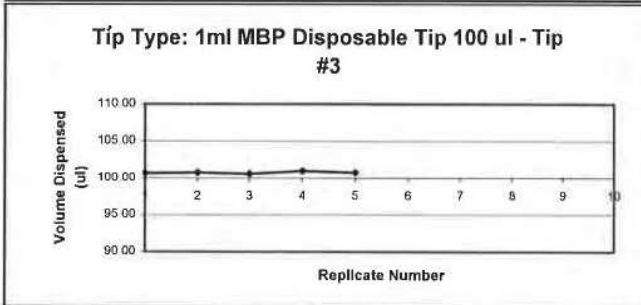 Típ Type: 1ml MBP Disposable Tip 100 ul - Tip
#3
Volume Dispensed
(ul)
110.00
105.00
100.00
95.00
90.00
2 3 4 5 6 7 8 9 10
Replicate Number